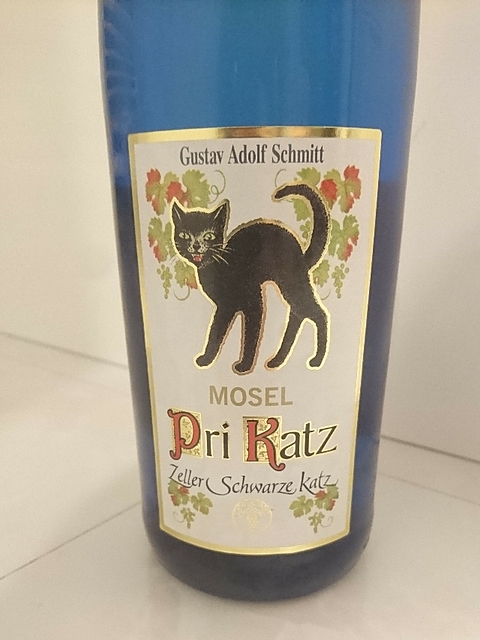 Gustav Adolf Schmitt
MOSEL
Pri Katz
Zeller Schwarze Katz